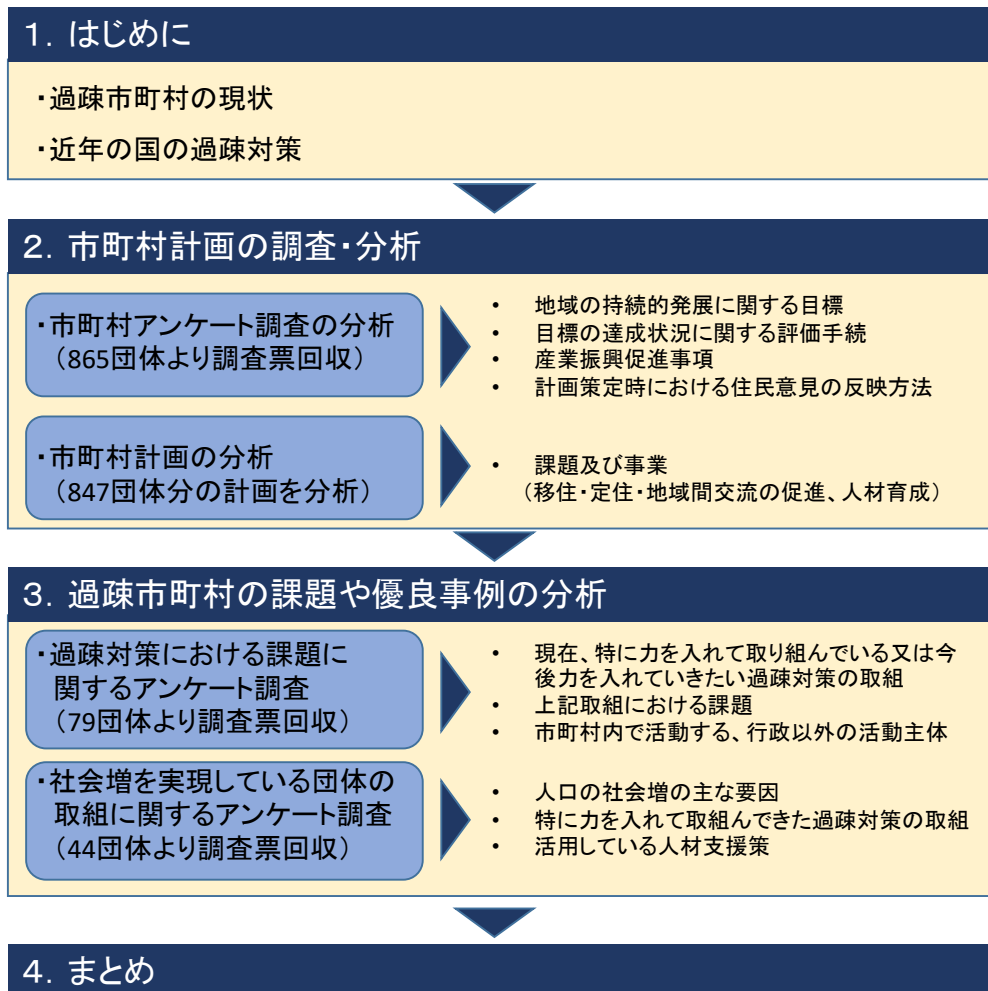 1．はじめに
・過疎市町村の現状
・近年の国の過疎対策
2．市町村計画の調査・分析
・市町村アンケート調査の分析
（865団体より調査票回収）
• 地域の持続的発展に関する目標
• 目標の達成状況に関する評価手続
• 産業振興促進事項
• 計画策定時における住民意見の反映方法
・市町村計画の分析
（847団体分の計画を分析）
• 課題及び事業
（移住・定住・地域間交流の促進、人材育成）
3．過疎市町村の課題や優良事例の分析
・過疎対策における課題に
関するアンケート調査
（79団体より調査票回収）
• 現在、特に力を入れて取り組んでいる又は今
後力を入れていきたい過疎対策の取組
• 上記取組における課題
• 市町村内で活動する、行政以外の活動主体
・社会増を実現している団体の
取組に関するアンケート調査
（44団体より調査票回収）
• 人口の社会増の主な要因
• 特に力を入れて取組んできた過疎対策の取組
• 活用している人材支援策
4．まとめ